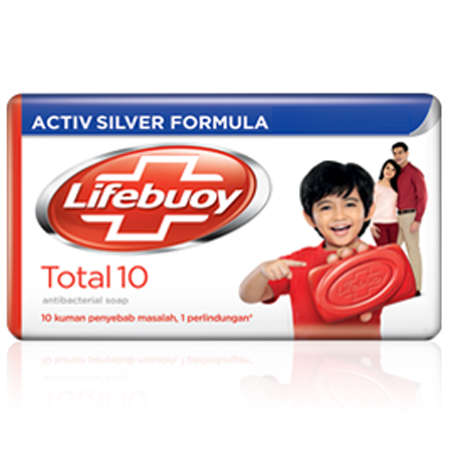 ACTIV SILVER FORMULA
Lifebuoy
Total 10
antibacterial soap
10 kuman penyebab masalah, 1 perlindungan*